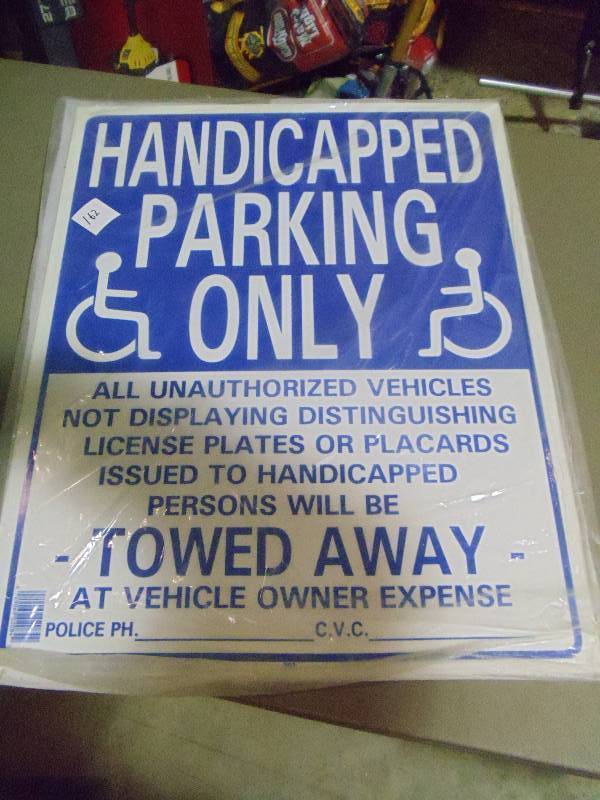 HANDICAPPED
162
PARKING
ONLY
ALL UNAUTHORIZED VEHICLES
NOT DISPLAYING DISTINGUISHING
LICENSE PLATES OR PLACARDS
ISSUED TO HANDICAPPED
PERSONS WILL BE
- TOWED AWAY -
AT VEHICLE OWNER EXPENSE
POLICE PH. C.V.C.